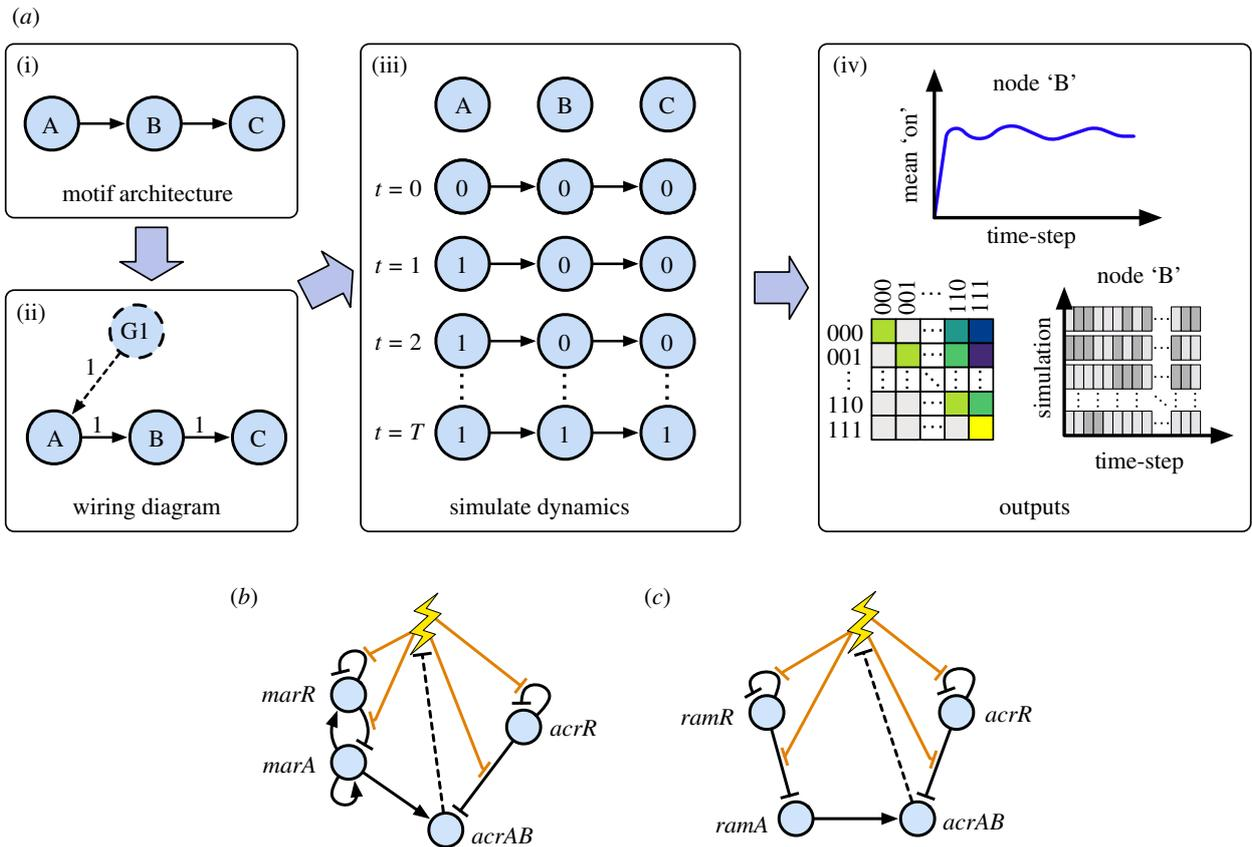 (a)
(i)
A B C
motif architecture
(ii)
G1
1
A 1 B 1 C
wiring diagram
(iii)
A B C
t = 0 0 0 0
t = 1 1 0 0
t = 2 1 0 0
t = T 1 1 1
simulate dynamics
(iv)
node ‘B’
mean ‘on’
time-step
000 001 ... 110 111
000
001
110
111
node ‘B’
simulation
time-step
outputs
(b)
marR
acrR
marA
acrAB
(c)
ramR
acrR
ramA
acrAB